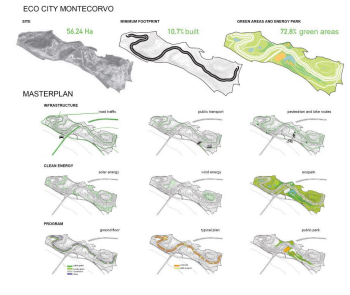 ECO CITY MONTECORVO
SITE
MINIMUM FOOTPRINT
GREEN AREAS AND ENERGY PARK
56.24 Ha
10.7% built
72.8% green areas
MASTERPLAN
INFRASTRUCTURE
road traffic
public transport
pedestrian and bike routes
CLEAN ENERGY
solar energy
wind energy
ecopark
PROGRAM
ground floor
typical plan
public park